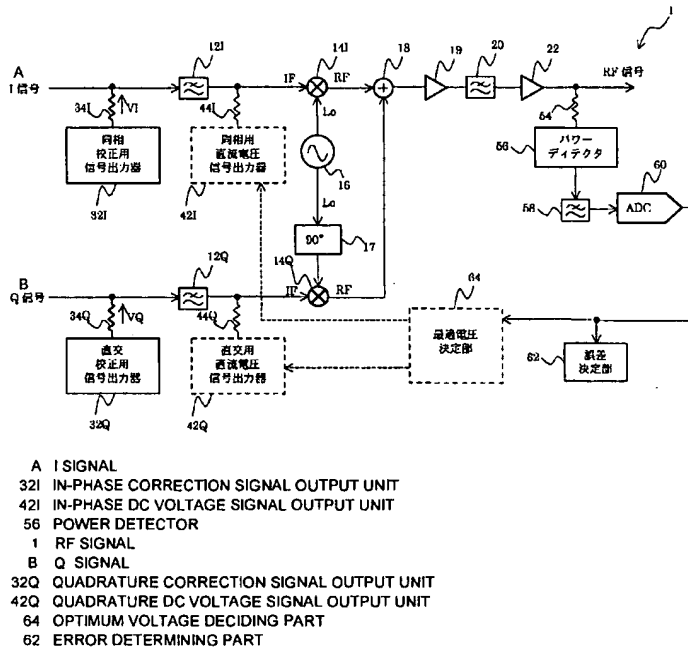 1
A
I 信号
12I
IF
14I
RF
18
19
20
22
RF 信号
34I
VI
44I
Lo
54
同相
校正用
信号出力器
32I
同相用
直流電圧
信号出力器
42I
16
56
パワー
ディテクタ
60
58
ADC
Lo
90°
17
B
Q 信号
12Q
IF
14Q
RF
64
34Q
VQ
44Q
最適電圧
決定部
直交
校正用
信号出力器
32Q
直交用
直流電圧
信号出力器
42Q
62
誤差
決定部
A I SIGNAL
32I IN-PHASE CORRECTION SIGNAL OUTPUT UNIT
42I IN-PHASE DC VOLTAGE SIGNAL OUTPUT UNIT
56 POWER DETECTOR
1 RF SIGNAL
B Q SIGNAL
32Q QUADRATURE CORRECTION SIGNAL OUTPUT UNIT
42Q QUADRATURE DC VOLTAGE SIGNAL OUTPUT UNIT
64 OPTIMUM VOLTAGE DECIDING PART
62 ERROR DETERMINING PART